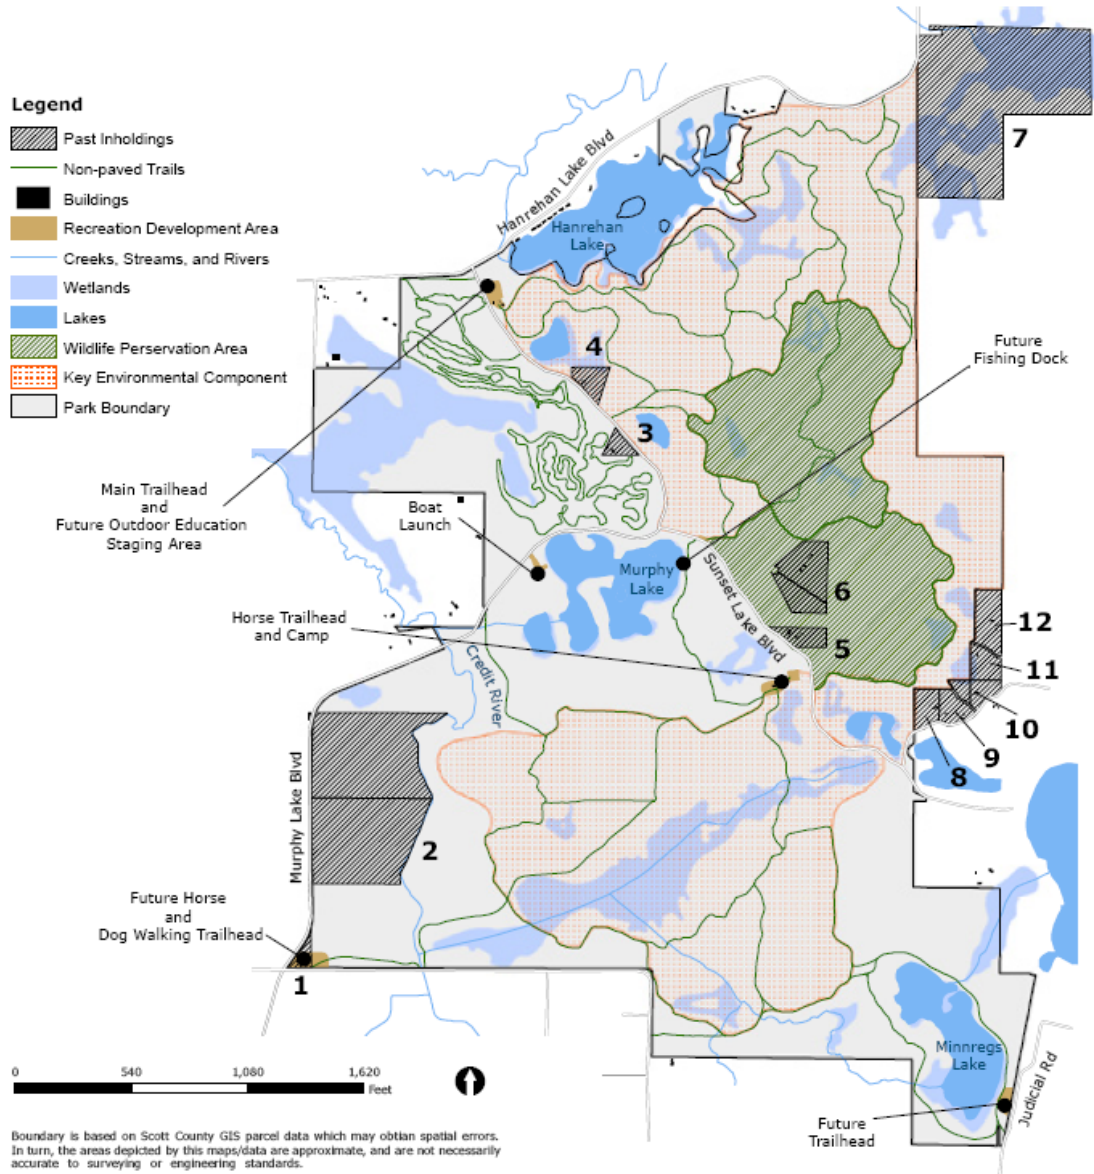 Legend
Past Inholdings
Non-paved Trails
Buildings
Recreation Development Area
Creeks, Streams, and Rivers
Wetlands
Lakes
Wildlife Perservation Area
Key Environmental Component
Park Boundary
7
Hanrehan Lake Blvd
Hanrehan
Lake
4
3
Future
Fishing Dock
Main Trailhead
and
Future Outdoor Education
Staging Area
Boat
Launch
Murphy
Lake
Sunset Lake Blvd
6
5
Horse Trailhead
and Camp
Credit River
12
11
10
9
8
Murphy Lake Blvd
2
Future Horse
and
Dog Walking Trailhead
1
Minnregs
Lake
Judicial Rd
Future
Trailhead
0 540 1,080 1,620
Feet
Boundary is based on Scott County GIS parcel data which may obtian spatial errors.
In turn, the areas depicted by this maps/data are approximate, and are not necessarily
accurate to surveying or engineering standards.